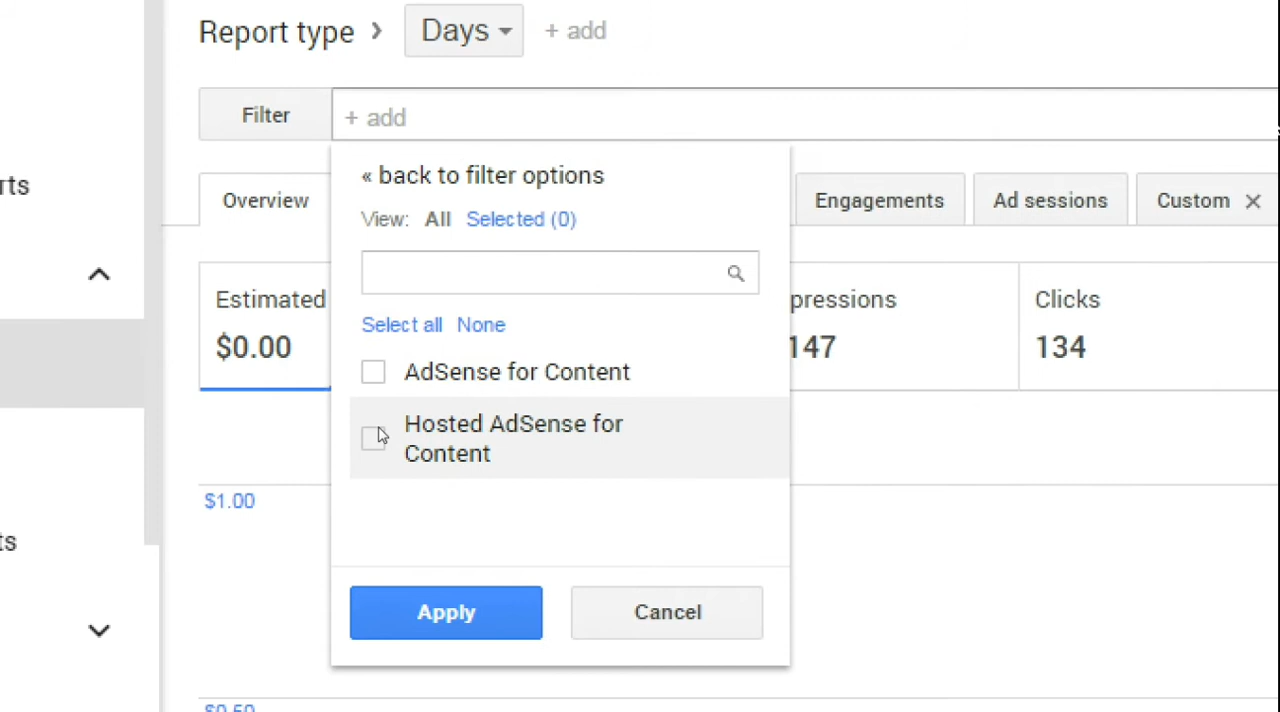 Report type
Days
+ add
Filter
+ add
« back to filter options
View: All Selected (0)
Select all None
AdSense for Content
Hosted AdSense for
Content
Apply
Cancel
Overview
Engagements
Ad sessions
Custom
Estimated
$0.00
pressions
147
Clicks
134
$1.00
$0.50
rts
ts